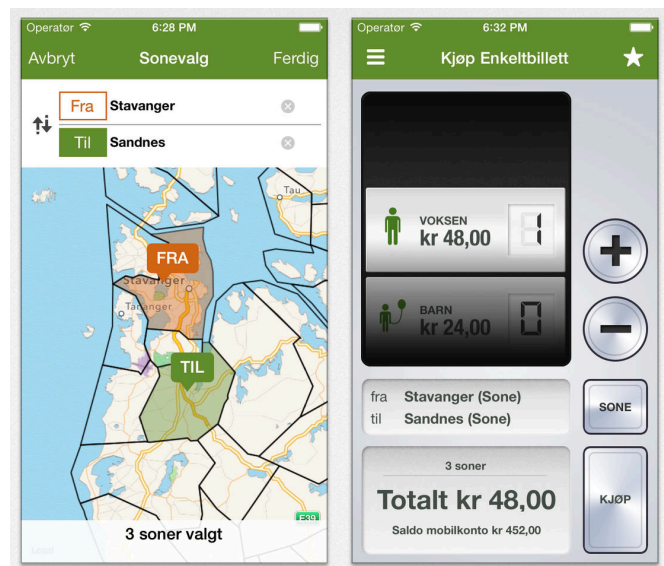 Operatør 6:28 PM
Avbryt Sonevalg Ferdig
Fra Stavanger
Til Sandnes
Tau
FRA
Stavanger
Tananger
TIL
E39
3 soner valgt
Legal
Operatør 6:32 PM
Kjøp Enkeltbillett
VOKSEN
kr 48,00 1
BARN
kr 24,00 0
+
−
fra Stavanger (Sone)
til Sandnes (Sone)
SONE
3 soner
Totalt kr 48,00
Saldo mobilkonto kr 452,00
KJØP